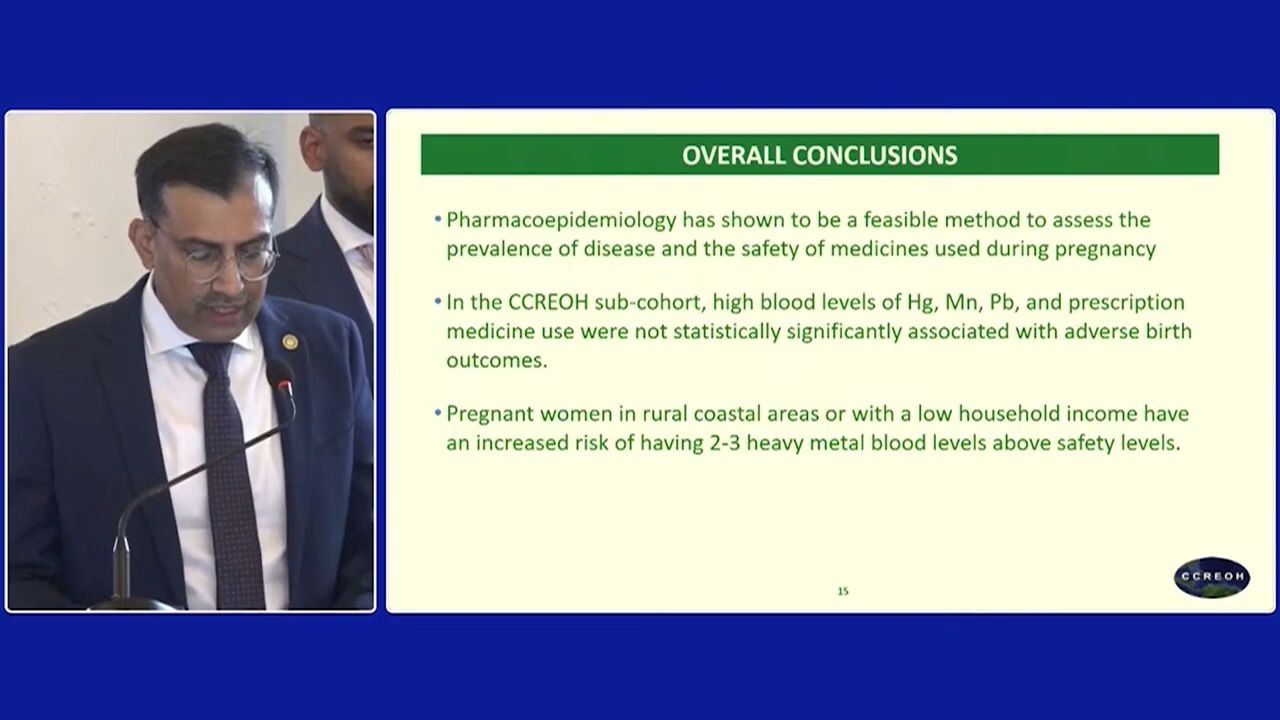 OVERALL CONCLUSIONS
• Pharmacoepidemiology has shown to be a feasible method to assess the
prevalence of disease and the safety of medicines used during pregnancy
• In the CCREOH sub-cohort, high blood levels of Hg, Mn, Pb, and prescription
medicine use were not statistically significantly associated with adverse birth
outcomes.
• Pregnant women in rural coastal areas or with a low household income have
an increased risk of having 2-3 heavy metal blood levels above safety levels.
15
CCREOH